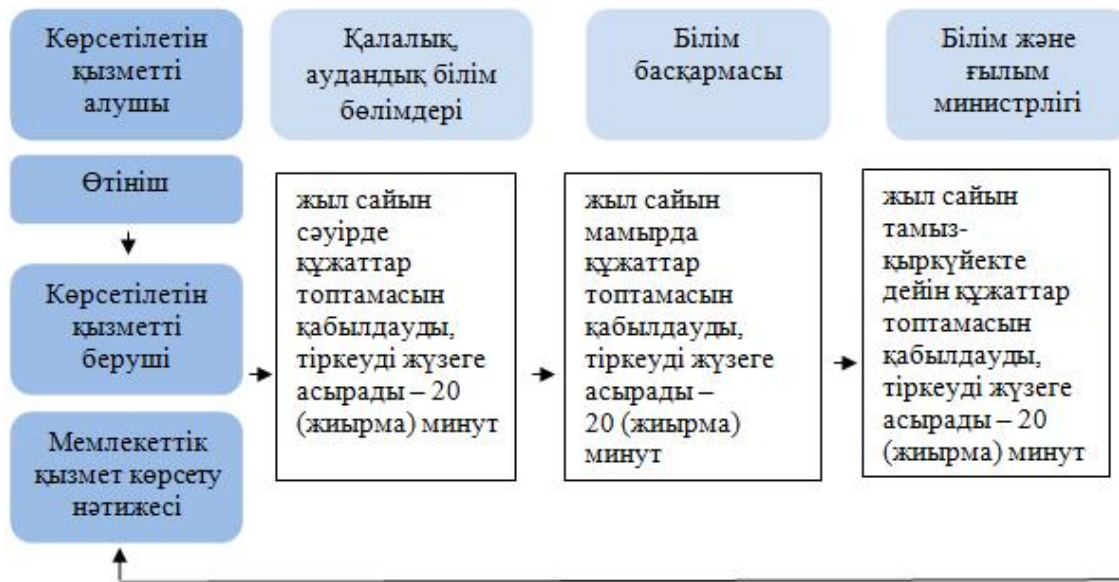 Көрсетілетін
қызметті
алушы
Қалалық,
аудандық білім
бөлімдері
Білім
басқармасы
Білім және
ғылым
министрлігі
Өтініш
Көрсетілетін
қызметті
беруші
Мемлекеттік
қызмет көрсету
нәтижесі
жыл сайын
сәуірде
құжаттар
топтамасын
қабылдауды,
тіркеуді жүзеге
асырады – 20
(жиырма) минут
жыл сайын
мамырда
құжаттар
топтамасын
қабылдауды,
тіркеуді жүзеге
асырады –
20 (жиырма)
минут
жыл сайын
тамыз-
қыркүйекте
дейін құжаттар
топтамасын
қабылдауды,
тіркеуді жүзеге
асырады – 20
(жиырма) минут